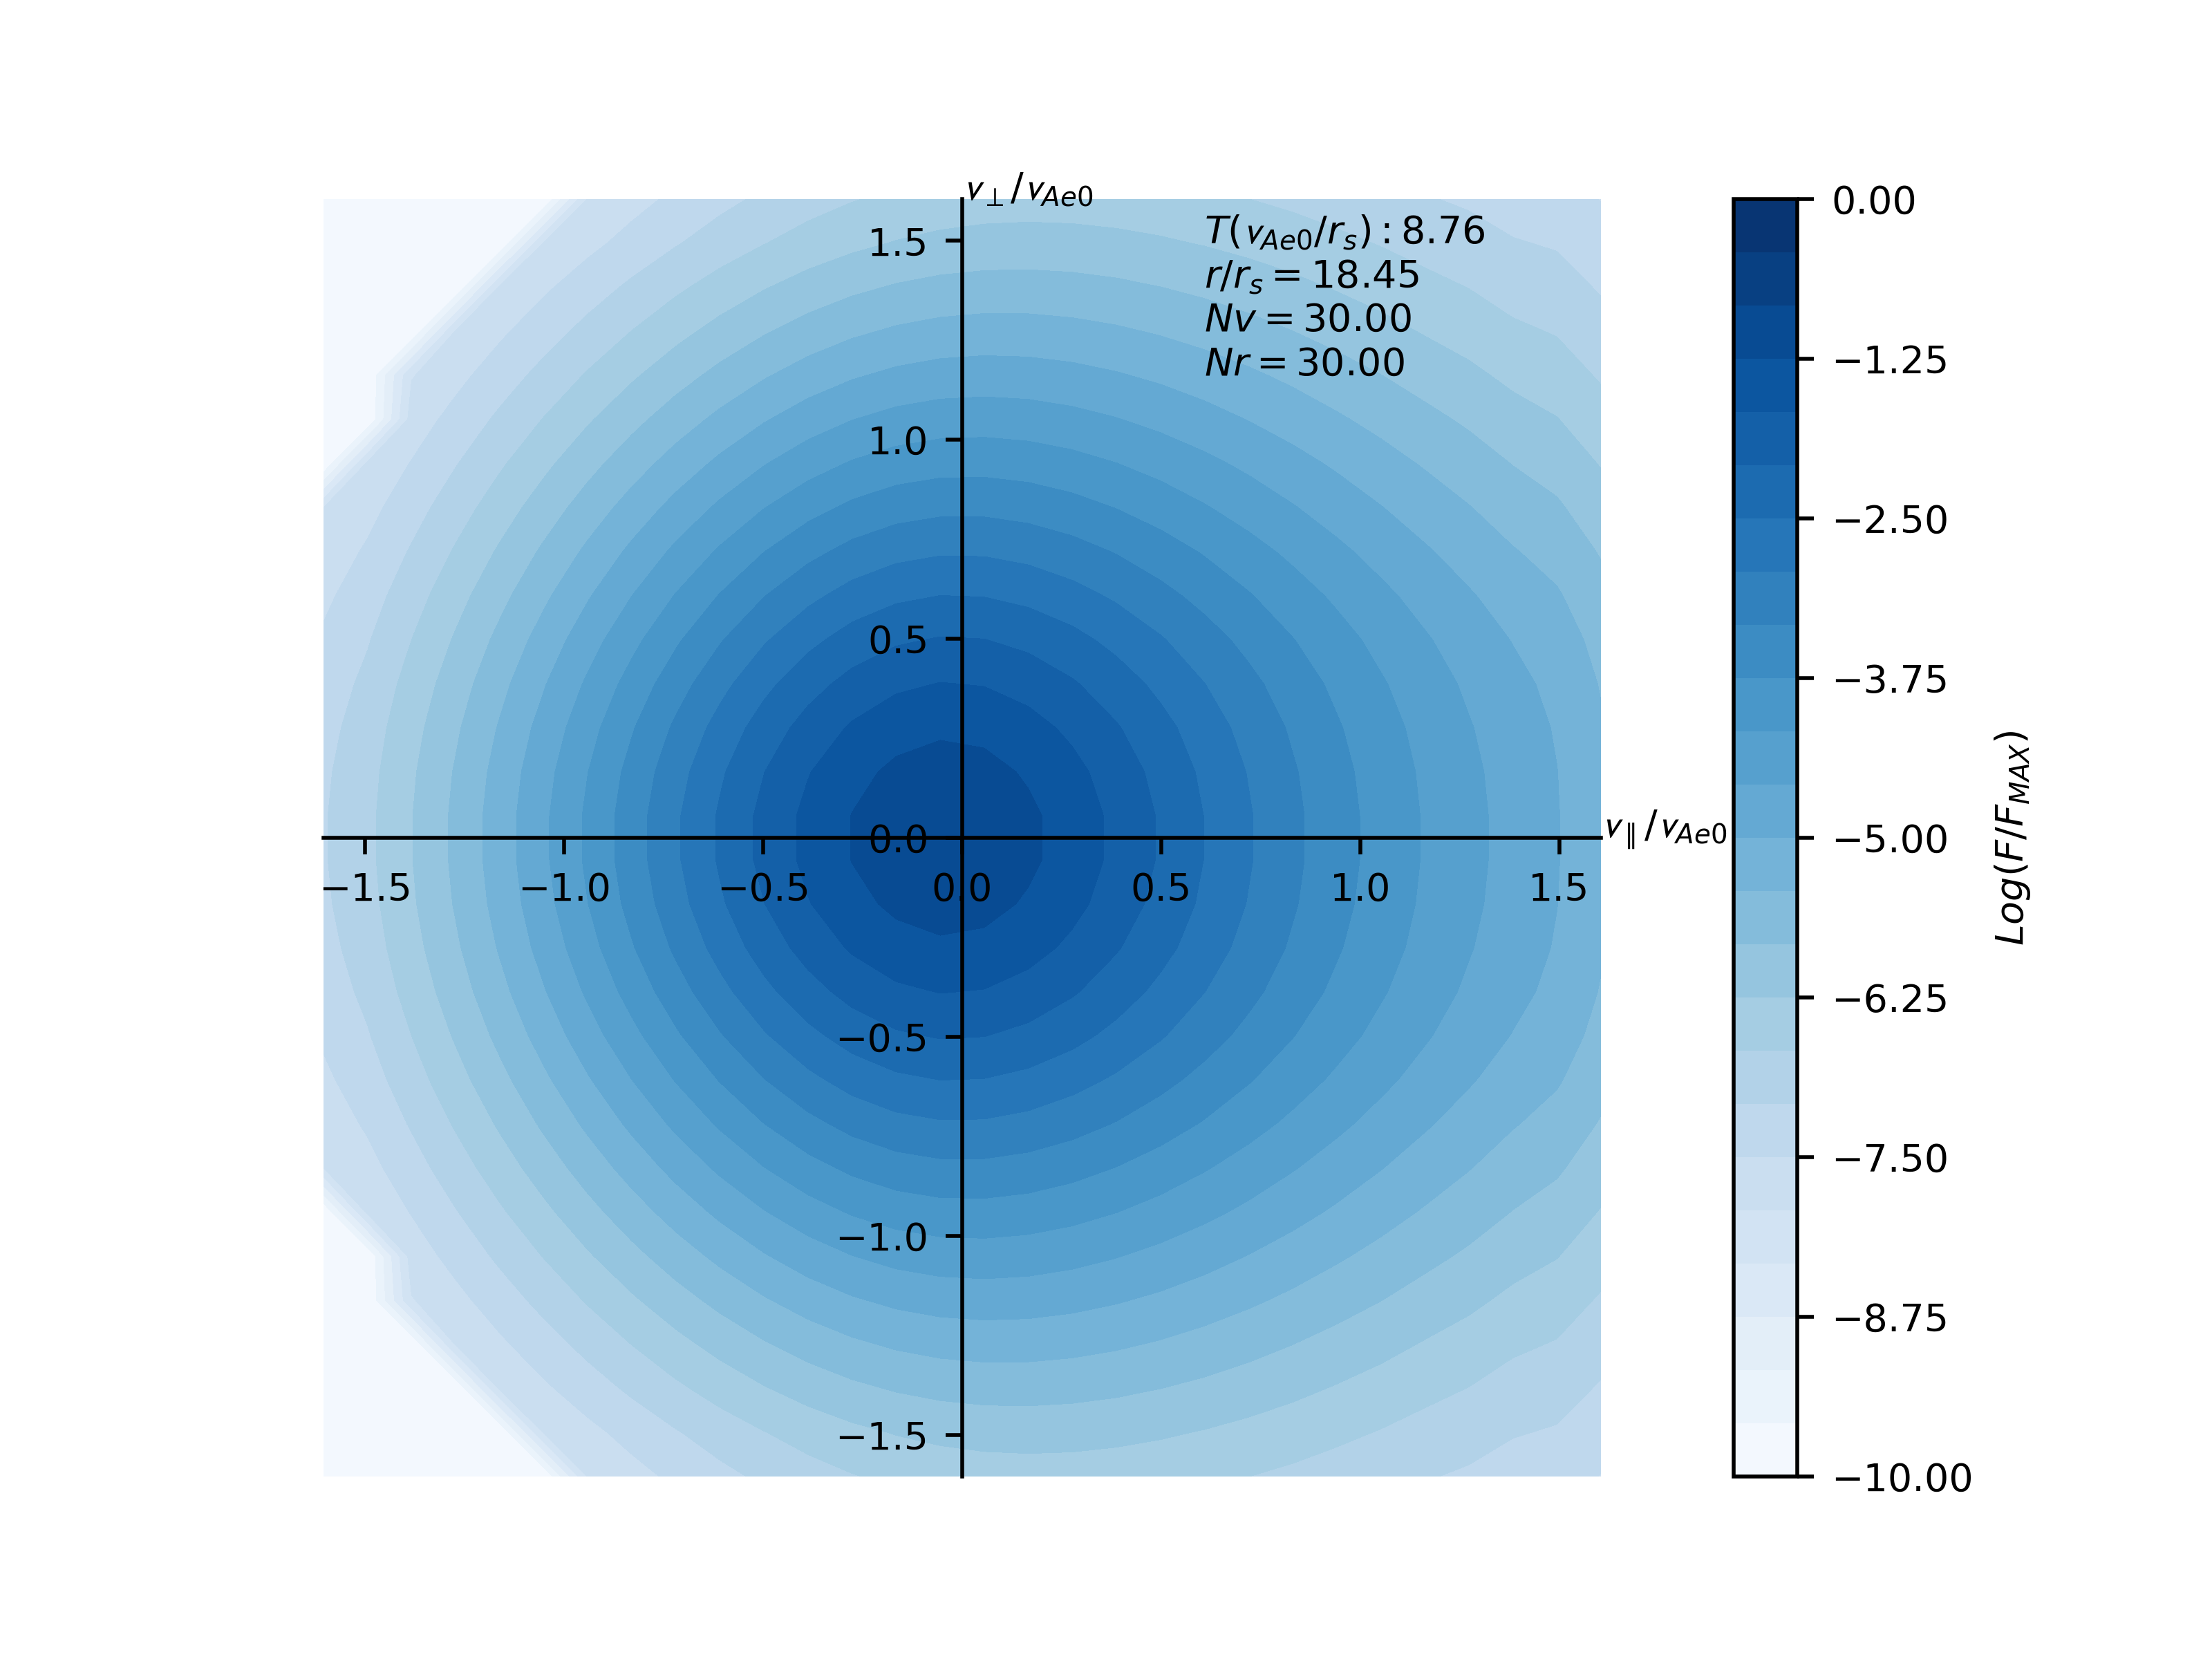 v⊥/vAe0
T(vAe0/rs) : 8.76
r/rs = 18.45
Nv = 30.00
Nr = 30.00
1.5
1.0
0.5
0.0
−0.5
−1.0
−1.5
−1.5 −1.0 −0.5 0.0 0.5 1.0 1.5
v∥/vAe0
0.00
−1.25
−2.50
−3.75
−5.00
−6.25
−7.50
−8.75
−10.00
Log(F/FMAX)